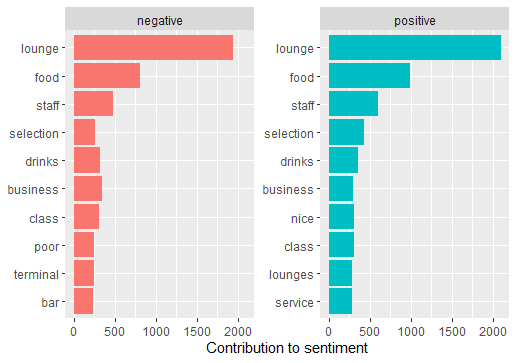 negative
positive
lounge
food
staff
selection
drinks
business
class
poor
terminal
bar
lounge
food
staff
selection
drinks
business
nice
class
lounges
service
0 500 1000 1500 2000
0 500 1000 1500 2000
Contribution to sentiment